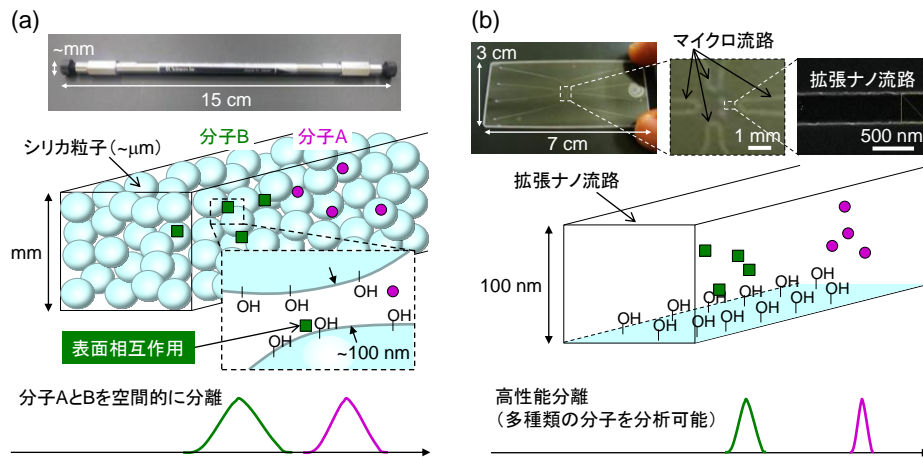 (a)
~mm
15 cm
シリカ粒子(~μm)
分子B
分子A
mm
OH
OH
OH
OH
OH
OH
表面相互作用
~100 nm
分子AとBを空間的に分離
(b)
3 cm
7 cm
マイクロ流路
1 mm
拡張ナノ流路
500 nm
拡張ナノ流路
100 nm
OH
OH
OH
OH
OH
OH
OH
OH
OH
OH
OH
OH
高性能分離
(多種類の分子を分析可能)